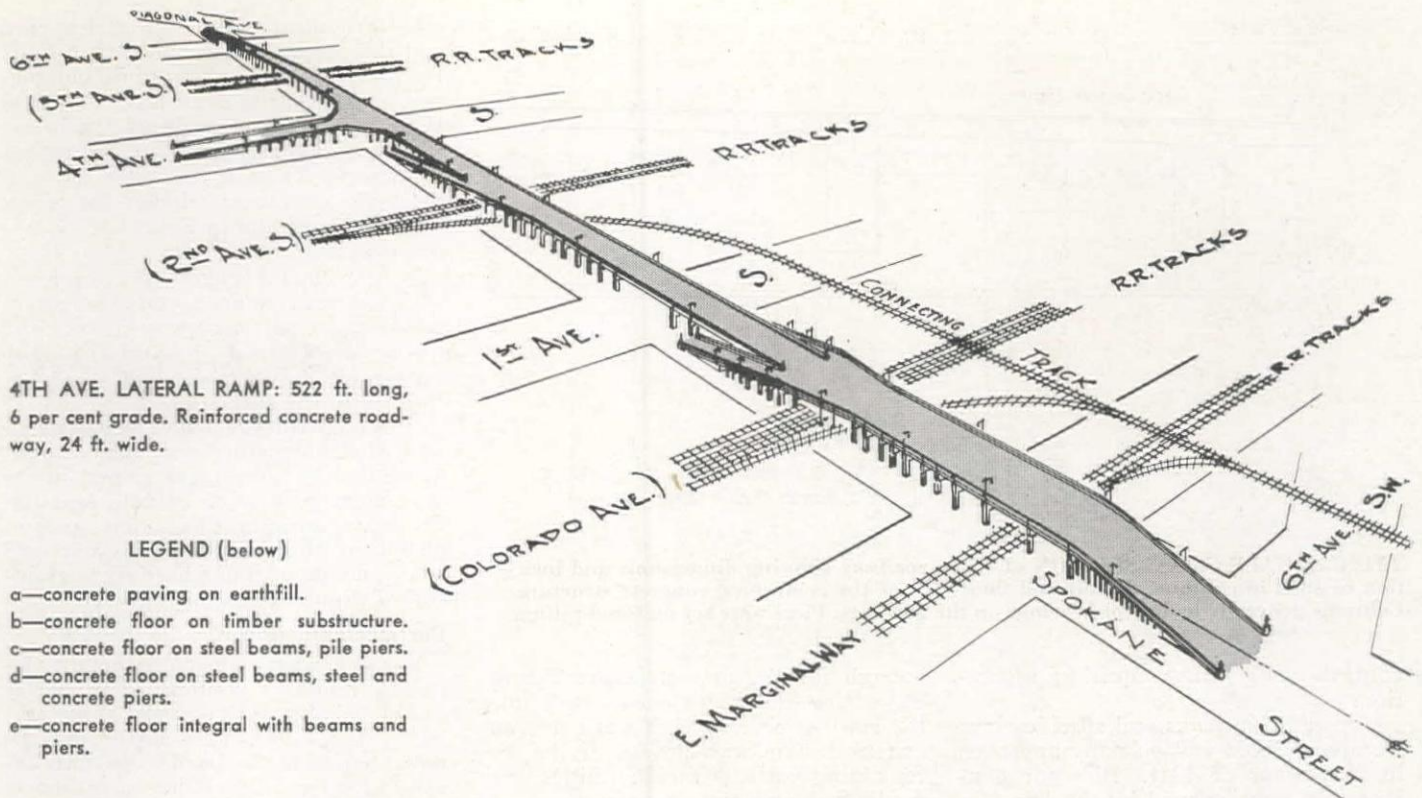 DIAGONAL AVE
6TH AVE. S.
(5TH AVE. S.)
R.R. TRACKS
4TH AVE.
S.
R.R. TRACKS
(2ND AVE. S.)
S.
CONNECTING
TRACK
R.R. TRACKS
R.R. TRACKS
1ST AVE.
4TH AVE. LATERAL RAMP: 522 ft. long,
6 per cent grade. Reinforced concrete road-
way, 24 ft. wide.
(COLORADO AVE.)
6TH AVE S.W.
LEGEND (below)
a—concrete paving on earthfill.
b—concrete floor on timber substructure.
c—concrete floor on steel beams, pile piers.
d—concrete floor on steel beams, steel and
concrete piers.
e—concrete floor integral with beams and
piers.
E. MARGINAL WAY
SPOKANE
STREET